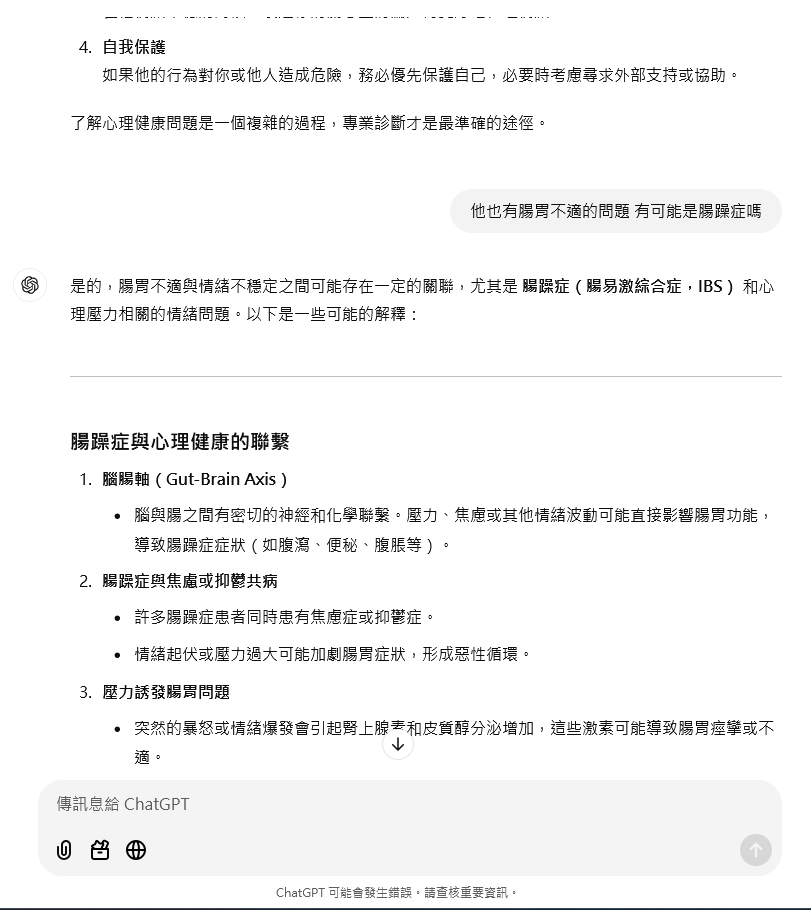 4. 自我保護
如果他的行為對你或他人造成危險，務必優先保護自己，必要時考慮尋求外部支持或協助。
了解心理健康問題是一個複雜的過程，專業診斷才是最準確的途徑。
他也有腸胃不適的問題 有可能是腸躁症嗎
是的，腸胃不適與情緒不穩定之間可能存在一定的關聯，尤其是 腸躁症（腸易激綜合症，IBS） 和心
理壓力相關的情緒問題。以下是一些可能的解釋：
腸躁症與心理健康的聯繫
1. 腦腸軸（Gut-Brain Axis）
• 腦與腸之間有密切的神經和化學聯繫。壓力、焦慮或其他情緒波動可能直接影響腸胃功能，
導致腸躁症症狀（如腹瀉、便秘、腹脹等）。
2. 腸躁症與焦慮或抑鬱共病
• 許多腸躁症患者同時患有焦慮症或抑鬱症。
• 情緒起伏或壓力過大可能加劇腸胃症狀，形成惡性循環。
3. 壓力誘發腸胃問題
• 突然的暴怒或情緒爆發會引起腎上腺素和皮質醇分泌增加，這些激素可能導致腸胃痙攣或不
適。
傳訊息給 ChatGPT
ChatGPT 可能會發生錯誤。請查核重要資訊。